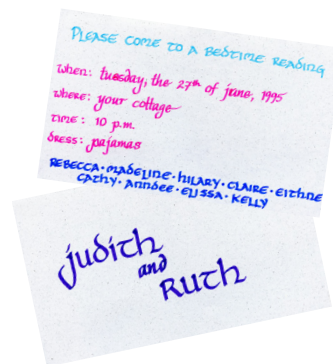 Please come to a bedtime reading
when: tuesday, the 27th of june, 1995
where: your cottage
time: 10 p.m.
dress: pajamas
Rebecca · Madeline · Hilary · Claire · Eithne
Cathy · Anndee · Elissa · Kelly
judith
and
Ruth